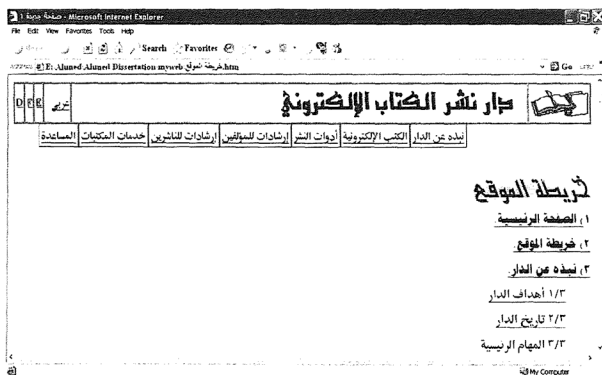 صفحة جديدة 1 - Microsoft Internet Explorer
File Edit View Favorites Tools Help
Search Favorites
E:\Ahmed\Ahmed Dissertation\myweb\خريطة الموقع.htm Go
دار نشر الكتاب الإلكتروني
عربي E F D
نبذه عن الدار الكتب الإلكترونية أدوات النشر إرشادات للمؤلفين إرشادات للناشرين خدمات المكتبات المساعدة
خريطة الموقع
١) الصفحة الرئيسية
٢) خريطة الموقع
٣) نبذه عن الدار
١/٣ أهداف الدار
٢/٣ تاريخ الدار
٣/٣ المهام الرئيسية
My Computer